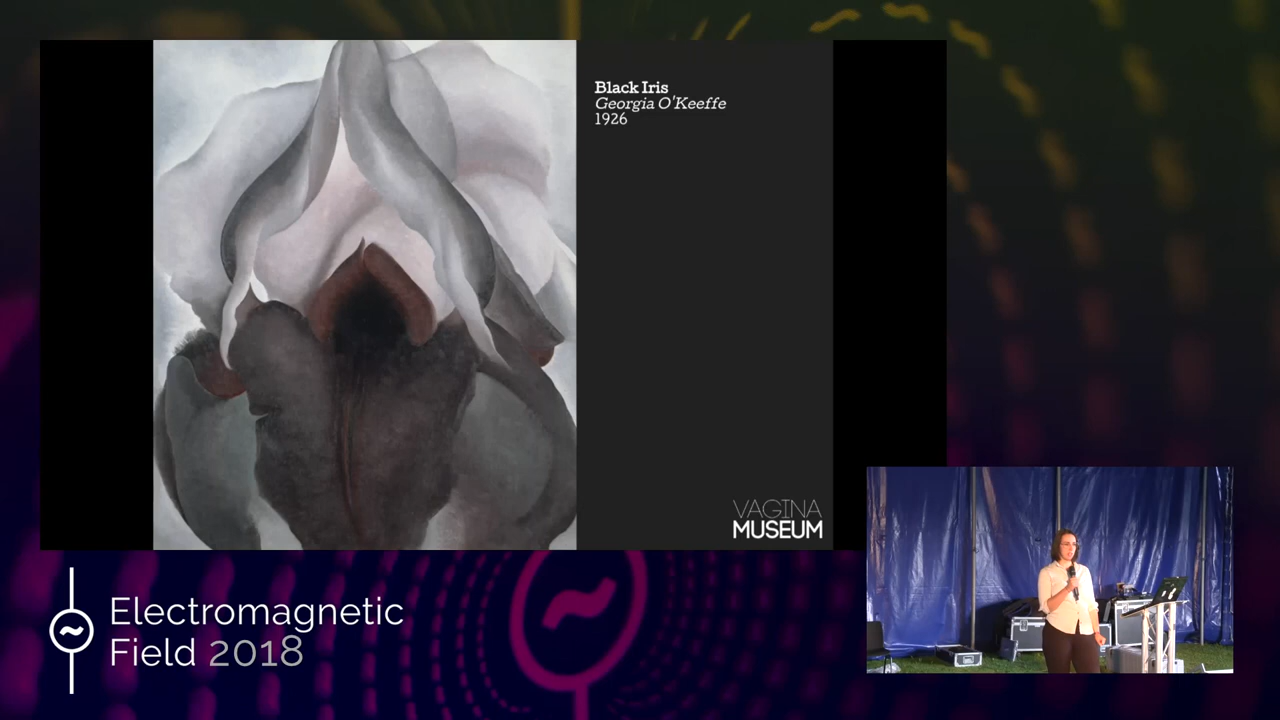 Black Iris
Georgia O'Keeffe
1926
VAGINA
MUSEUM
Electromagnetic
Field 2018